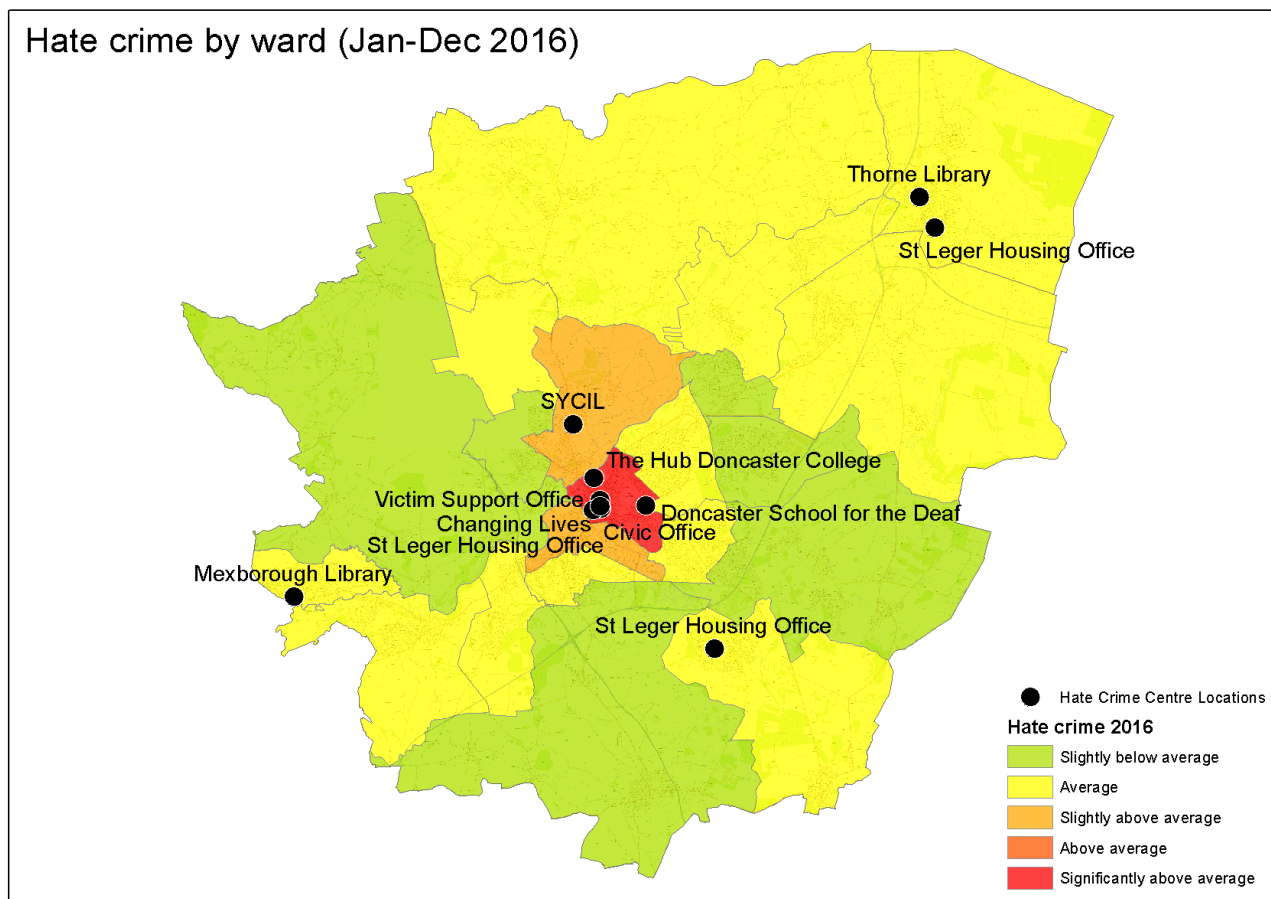 Hate crime by ward (Jan-Dec 2016)
Thorne Library
St Leger Housing Office
SYCIL
The Hub Doncaster College
Victim Support Office
Doncaster School for the Deaf
Changing Lives
Civic Office
St Leger Housing Office
Mexborough Library
St Leger Housing Office
Hate Crime Centre Locations
Hate crime 2016
Slightly below average
Average
Slightly above average
Above average
Significantly above average